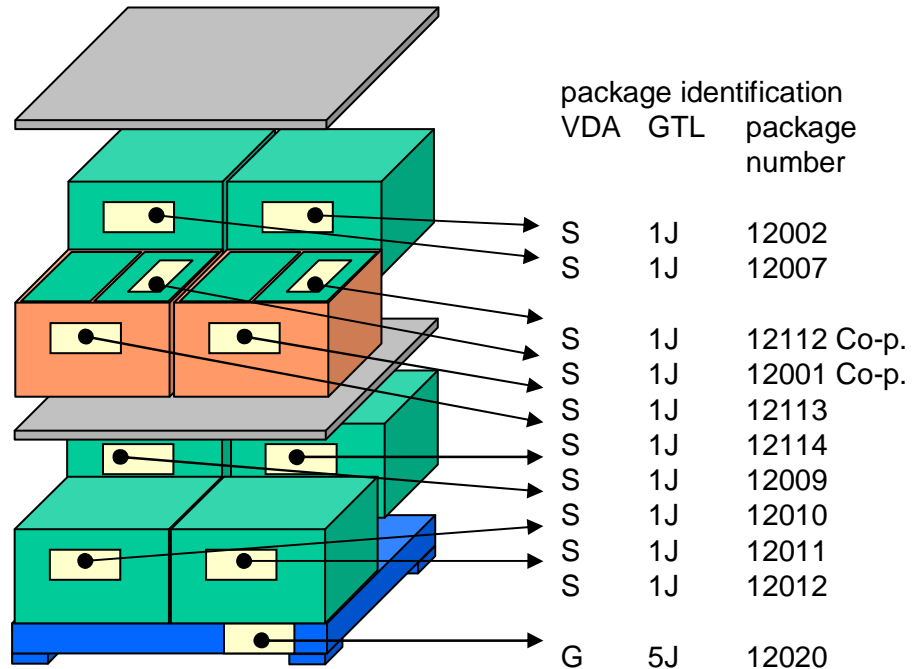 package identification
VDA GTL package
number
S 1J 12002
S 1J 12007
S 1J 12112 Co-p.
S 1J 12001 Co-p.
S 1J 12113
S 1J 12114
S 1J 12009
S 1J 12010
S 1J 12011
S 1J 12012
G 5J 12020